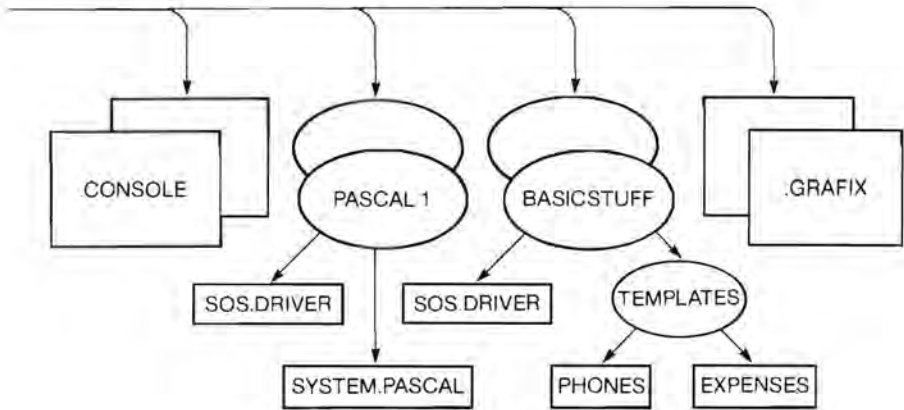 .CONSOLE
PASCAL 1
BASICSTUFF
.GRAFIX
SOS.DRIVER
SOS.DRIVER
TEMPLATES
SYSTEM.PASCAL
PHONES
EXPENSES